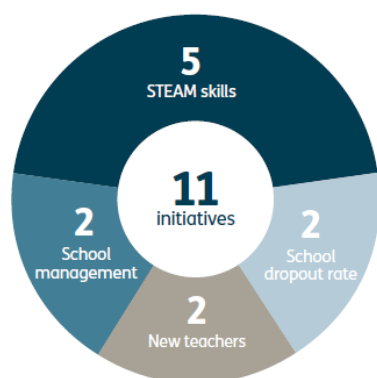 5
STEAM skills
11
initiatives
2
School
management
2
School
dropout rate
2
New teachers